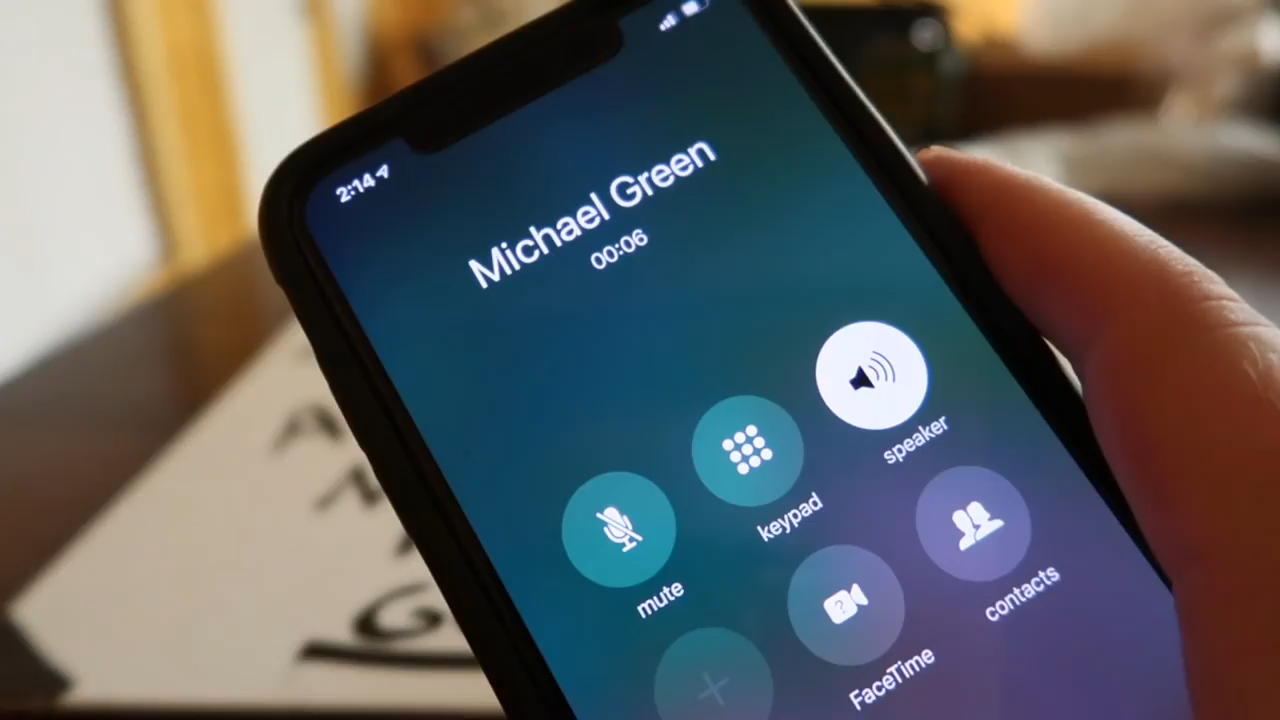 2:14
Michael Green
00:06
mute
keypad
speaker
FaceTime
contacts